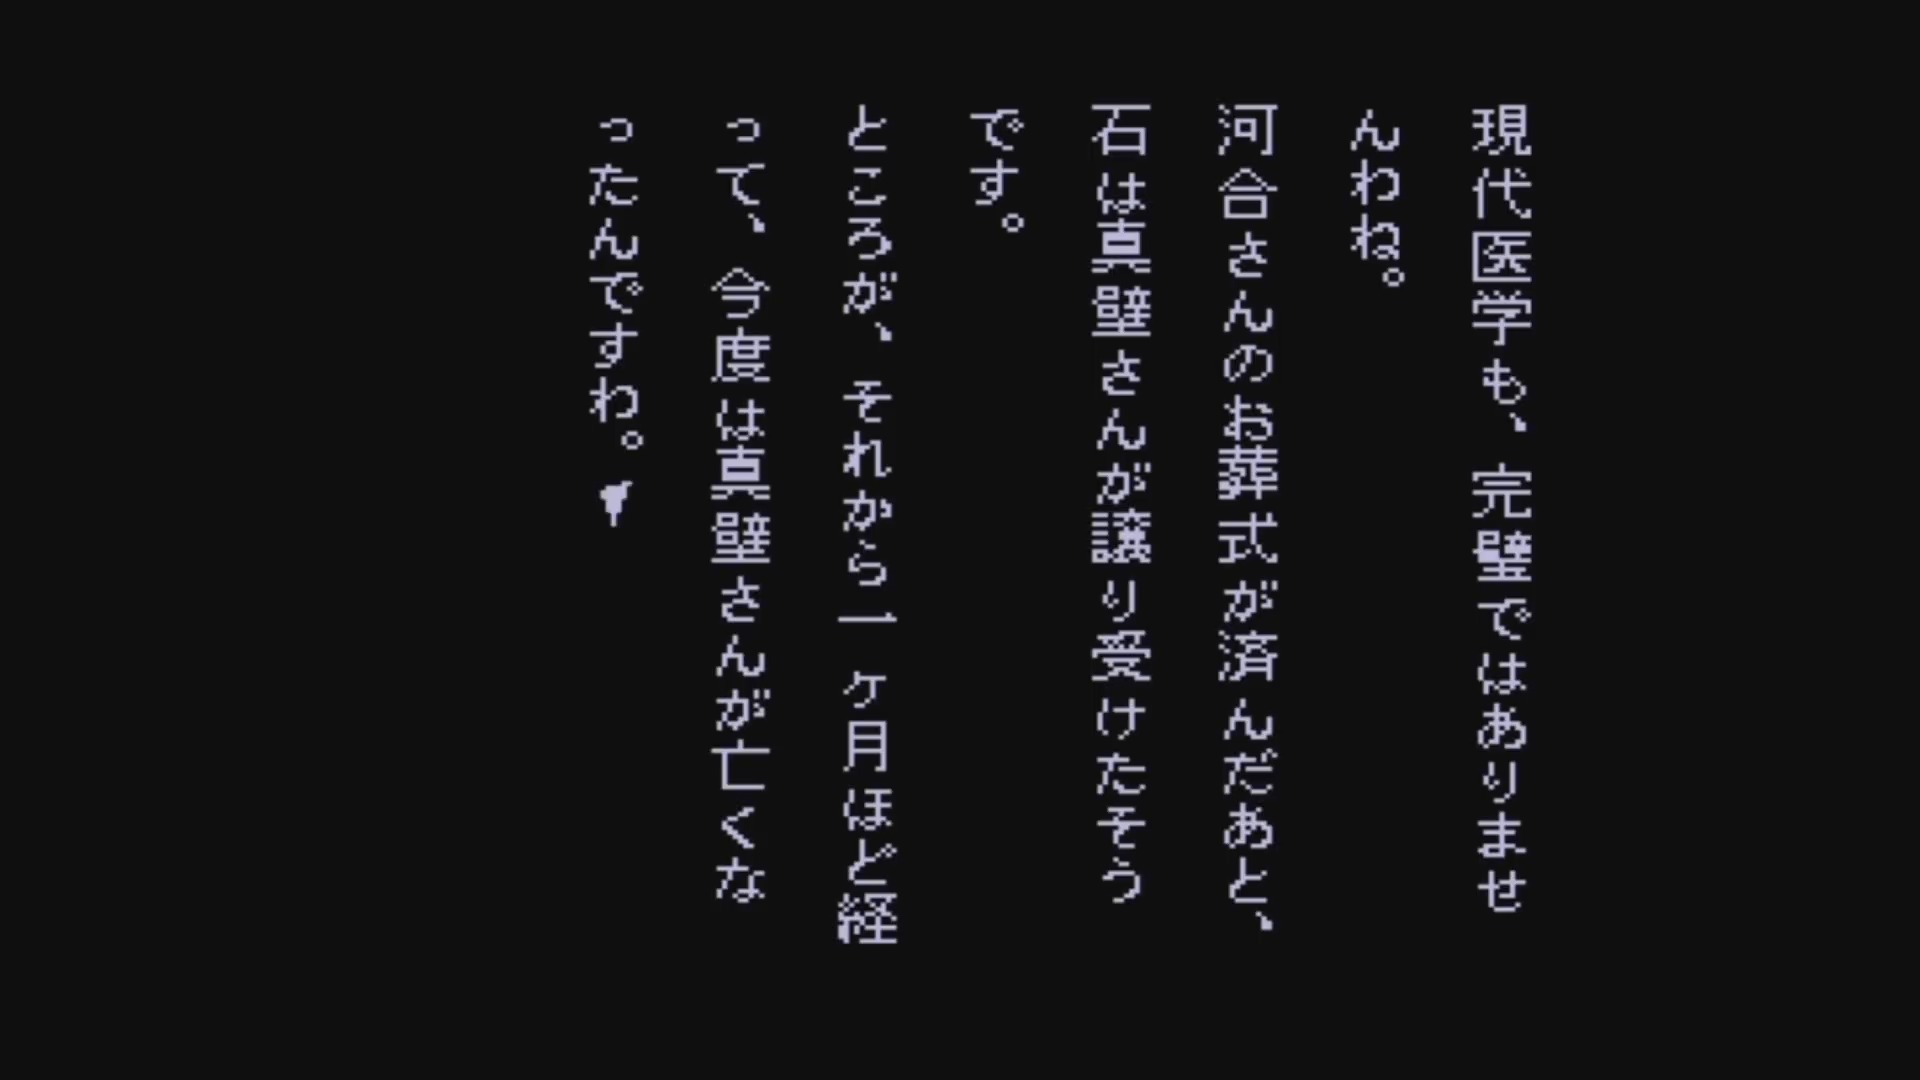 現代医学も、完璧ではありませ
んわね。
河合さんのお葬式が済んだあと、
石は真壁さんが譲り受けたそう
です。
ところが、それから一ヶ月ほど経
って、今度は真壁さんが亡くな
ったんですわ。